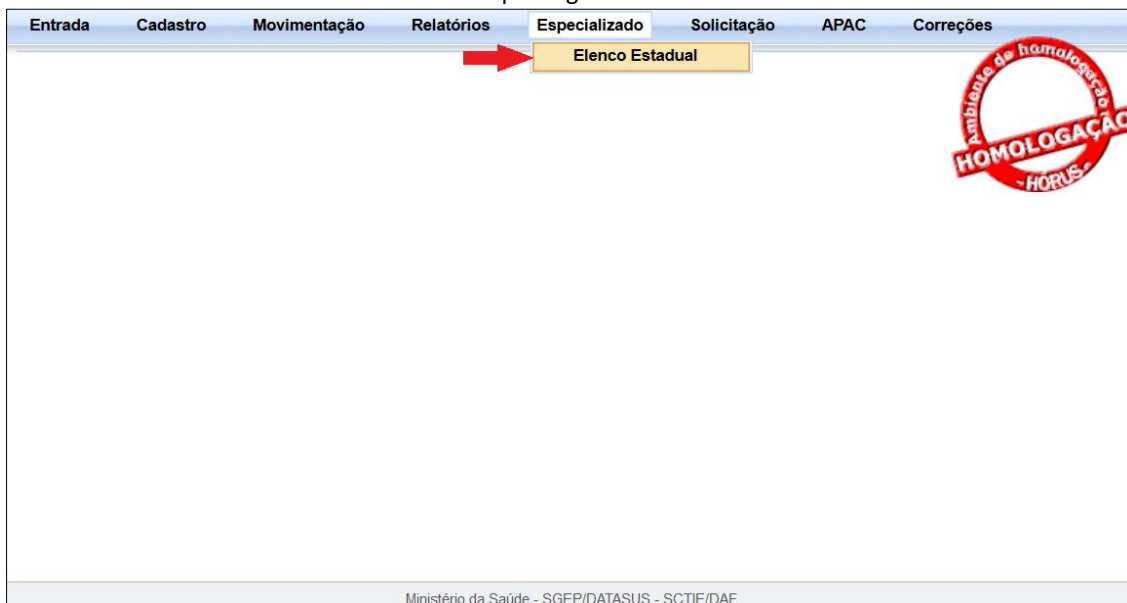 Entrada Cadastro Movimentação Relatórios Especializado Solicitação APAC Correções
Elenco Estadual
Ambiente de homologação
HOMOLOGAÇÃO
- HÓRUS -
Ministério da Saúde - SGEP/DATASUS - SCTIE/DAF